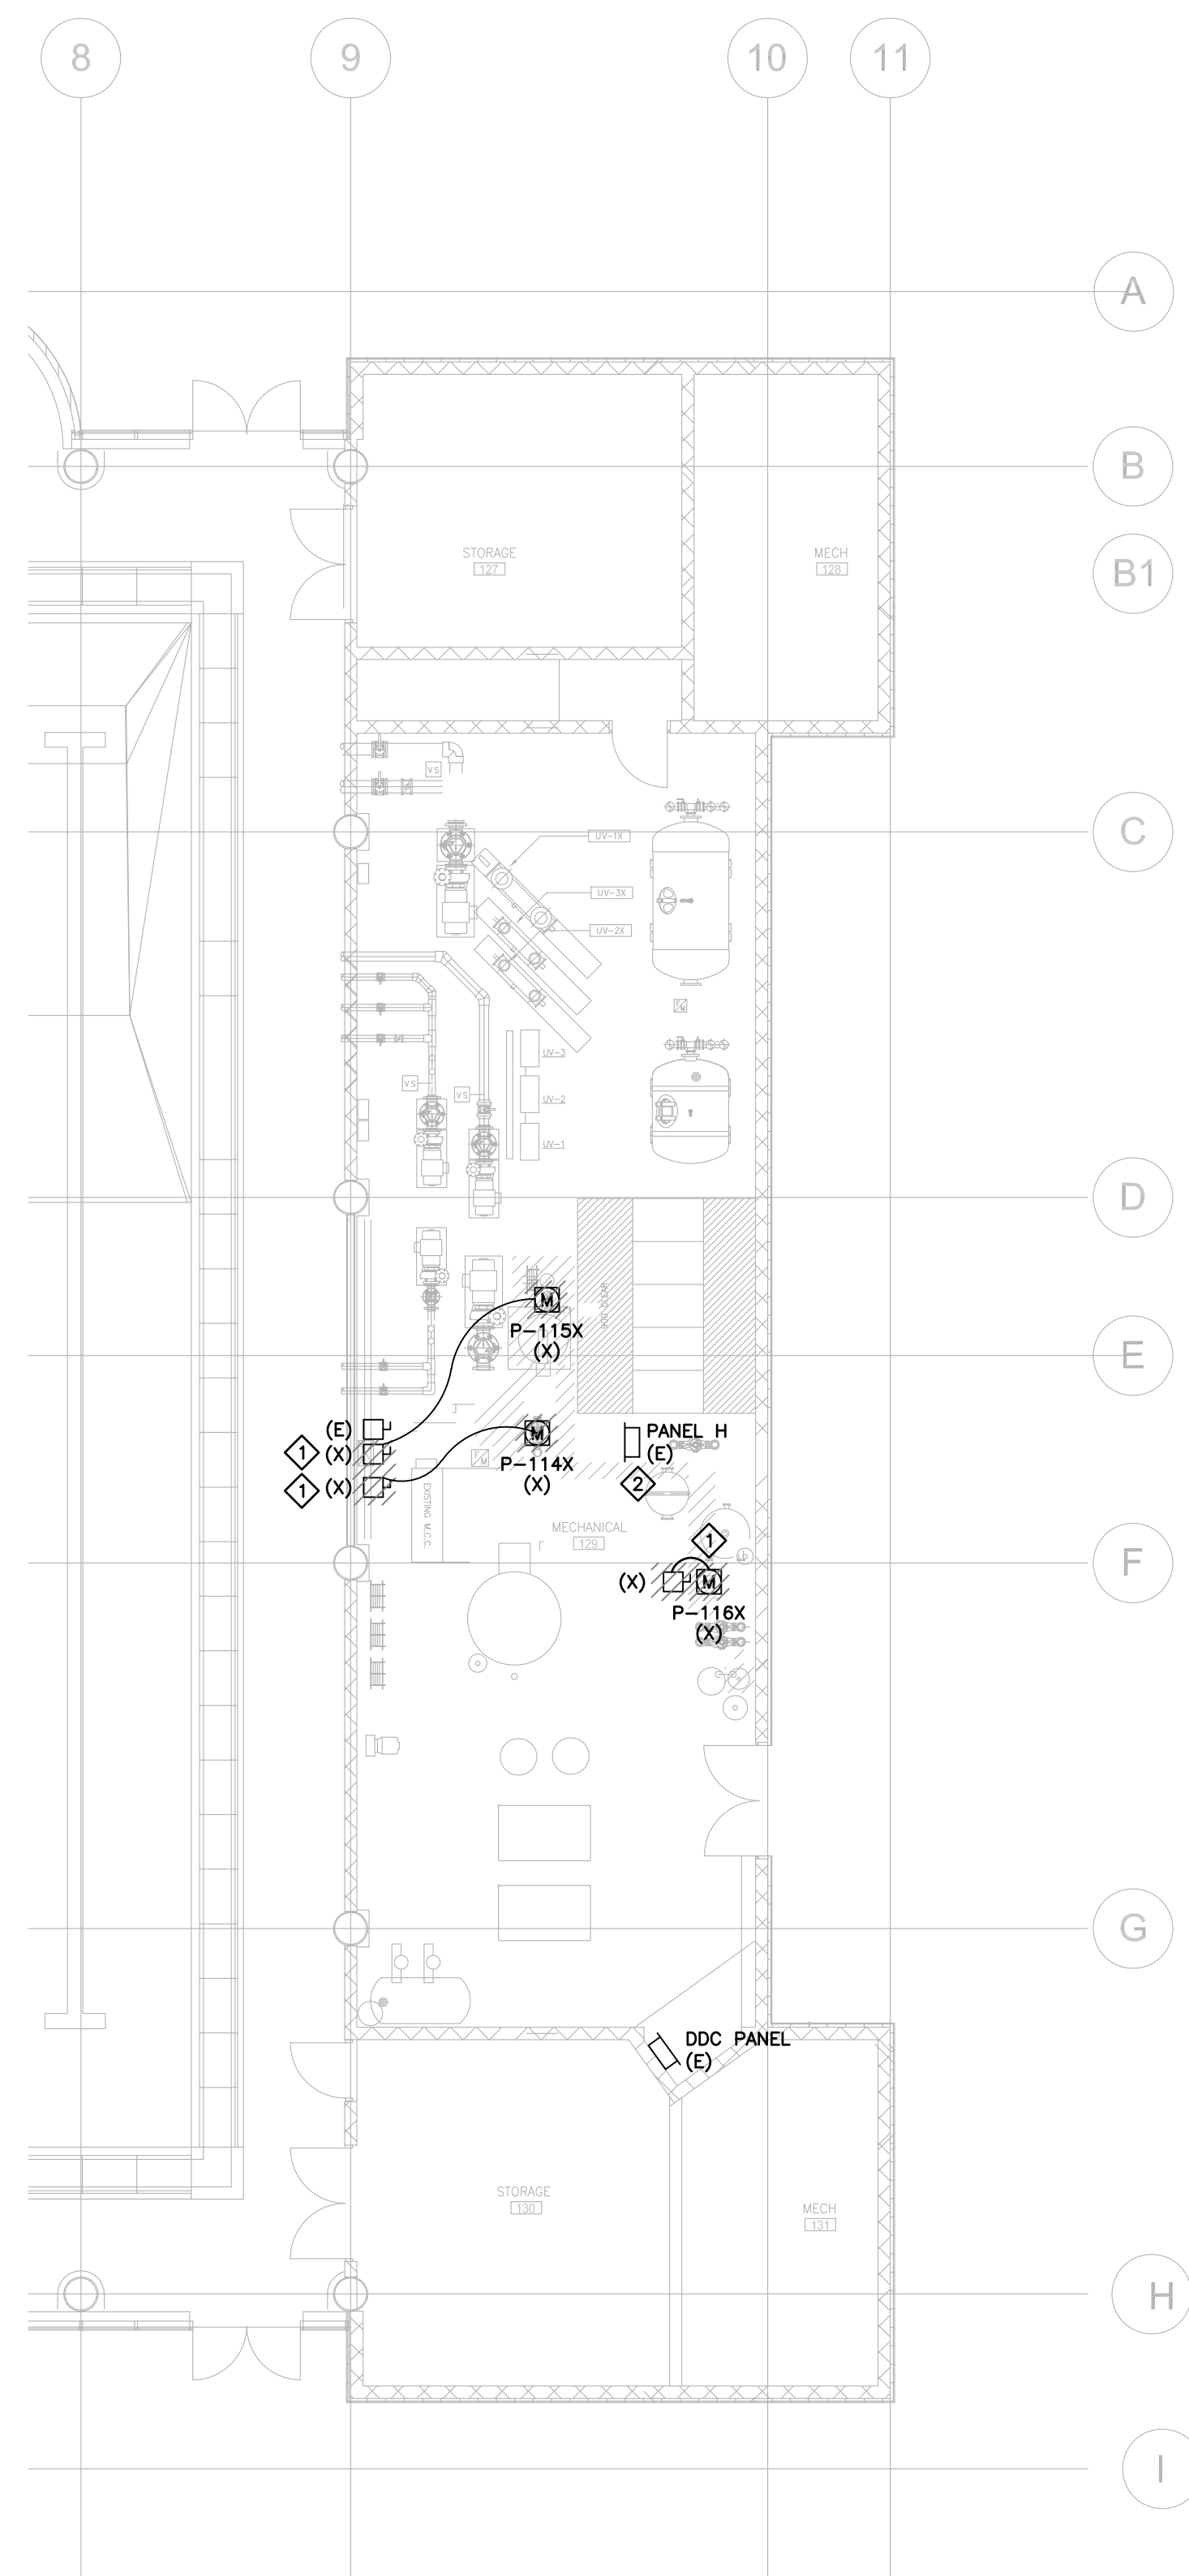 8
9
10
11
A
B
STORAGE
127
MECH
128
B1
VS
C
UV-1X
UV-3X
UV-2X
F/M
UV-3
VS
VS
UV-2
UV-1
D
900 CLEAR
M
P-115X
(X)
E
(E)
1
(X)
1
(X)
M
P-114X
(X)
F/M
PANEL H
(E)
2
EXISTING M.C.C.
MECHANICAL
129
1
F
(X)
M
P-116X
(X)
G
DDC PANEL
(E)
STORAGE
130
MECH
131
H
I